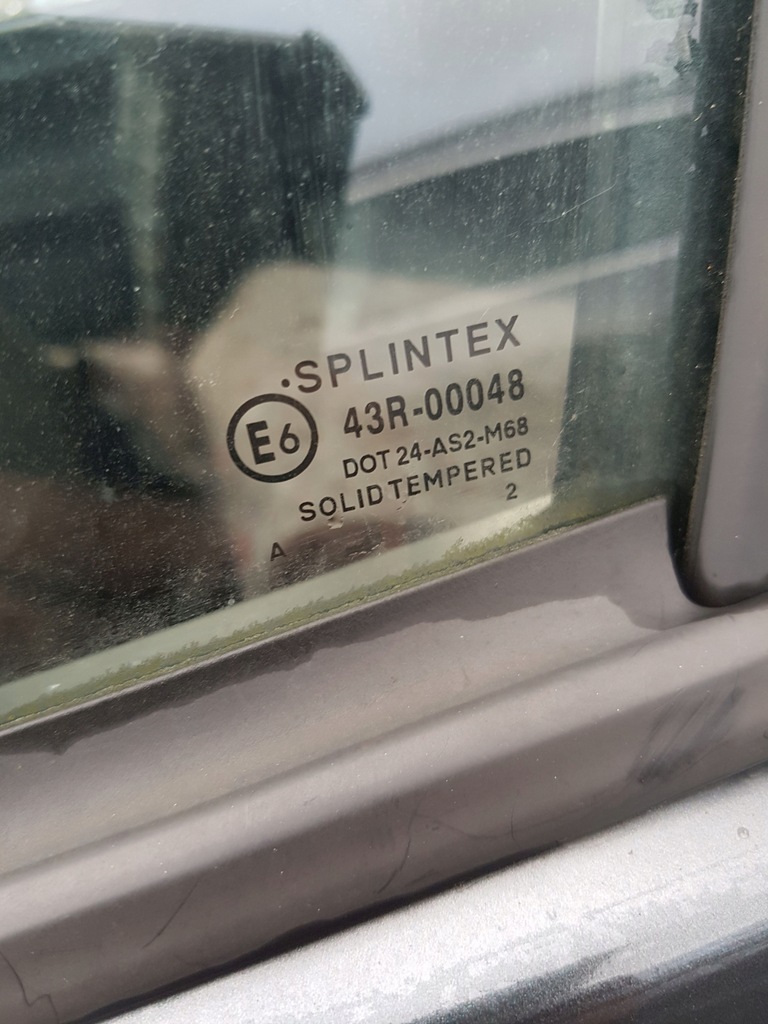 .SPLINTEX
E6 43R-00048
DOT 24-AS2-M68
SOLID TEMPERED
2
A